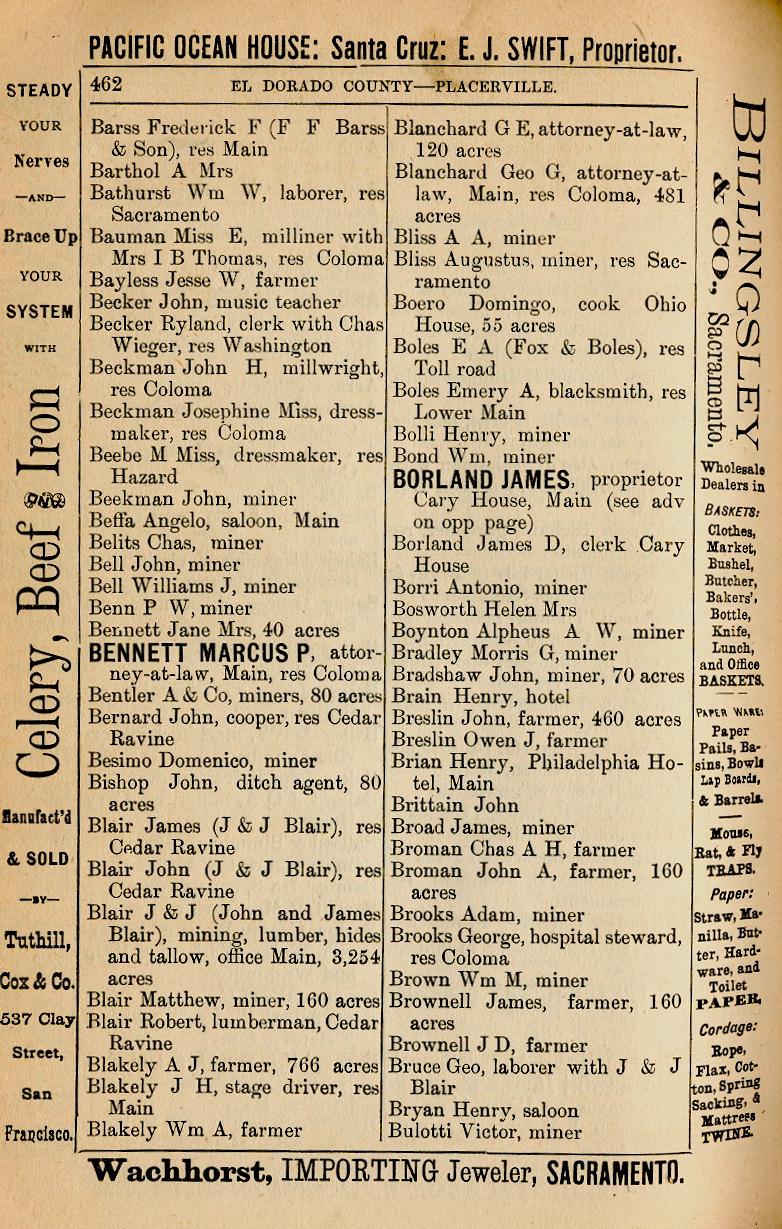 PACIFIC OCEAN HOUSE: Santa Cruz: E. J. SWIFT, Proprietor.
462 EL DORADO COUNTY—PLACERVILLE.
Barss Frederick F (F F Barss
& Son), res Main
Barthol A Mrs
Bathurst Wm W, laborer, res
Sacramento
Bauman Miss E, milliner with
Mrs I B Thomas, res Coloma
Bayless Jesse W, farmer
Becker John, music teacher
Becker Ryland, clerk with Chas
Wieger, res Washington
Beckman John H, millwright,
res Coloma
Beckman Josephine Miss, dress-
maker, res Coloma
Beebe M Miss, dressmaker, res
Hazard
Beekman John, miner
Beffa Angelo, saloon, Main
Belits Chas, miner
Bell John, miner
Bell Williams J, miner
Benn P W, miner
Bennett Jane Mrs, 40 acres
BENNETT MARCUS P, attor-
ney-at-law, Main, res Coloma
Bentler A & Co, miners, 80 acres
Bernard John, cooper, res Cedar
Ravine
Besimo Domenico, miner
Bishop John, ditch agent, 80
acres
Blair James (J & J Blair), res
Cedar Ravine
Blair John (J & J Blair), res
Cedar Ravine
Blair J & J (John and James
Blair), mining, lumber, hides
and tallow, office Main, 3,254
acres
Blair Matthew, miner, 160 acres
Blair Robert, lumberman, Cedar
Ravine
Blakely A J, farmer, 766 acres
Blakely J H, stage driver, res
Main
Blakely Wm A, farmer
Blanchard G E, attorney-at-law,
120 acres
Blanchard Geo G, attorney-at-
law, Main, res Coloma, 481
acres
Bliss A A, miner
Bliss Augustus, miner, res Sac-
ramento
Boero Domingo, cook Ohio
House, 55 acres
Boles E A (Fox & Boles), res
Toll road
Boles Emery A, blacksmith, res
Lower Main
Bolli Henry, miner
Bond Wm, miner
BORLAND JAMES, proprietor
Cary House, Main (see adv
on opp page)
Borland James D, clerk Cary
House
Borri Antonio, miner
Bosworth Helen Mrs
Boynton Alpheus A W, miner
Bradley Morris G, miner
Bradshaw John, miner, 70 acres
Brain Henry, hotel
Breslin John, farmer, 460 acres
Breslin Owen J, farmer
Brian Henry, Philadelphia Ho-
tel, Main
Brittain John
Broad James, miner
Broman Chas A H, farmer
Broman John A, farmer, 160
acres
Brooks Adam, miner
Brooks George, hospital steward,
res Coloma
Brown Wm M, miner
Brownell James, farmer, 160
acres
Brownell J D, farmer
Bruce Geo, laborer with J & J
Blair
Bryan Henry, saloon
Bulotti Victor, miner
STEADY
YOUR
Nerves
—AND—
Brace Up
YOUR
SYSTEM
WITH
Celery, Beef AND Iron
Manufact'd
& SOLD
—BY—
Tuthill,
Cox & Co.
537 Clay
Street,
San
Francisco.
BILLINGSLEY
& CO., Sacramento.
Wholesale
Dealers in
BASKETS:
Clothes,
Market,
Bushel,
Butcher,
Bakers',
Bottle,
Knife,
Lunch,
and Office
BASKETS.
PAPER WARE:
Paper
Pails, Ba-
sins, Bowls
Lap Boards,
& Barrels.
Mouse,
Rat, & Fly
TRAPS.
Paper:
Straw, Ma-
nilla, But-
ter, Hard-
ware, and
Toilet
PAPER.
Cordage:
Rope,
Flax, Cot-
ton, Spring
Sacking, &
Mattress
TWINE.
Wachhorst, IMPORTING Jeweler, SACRAMENTO.